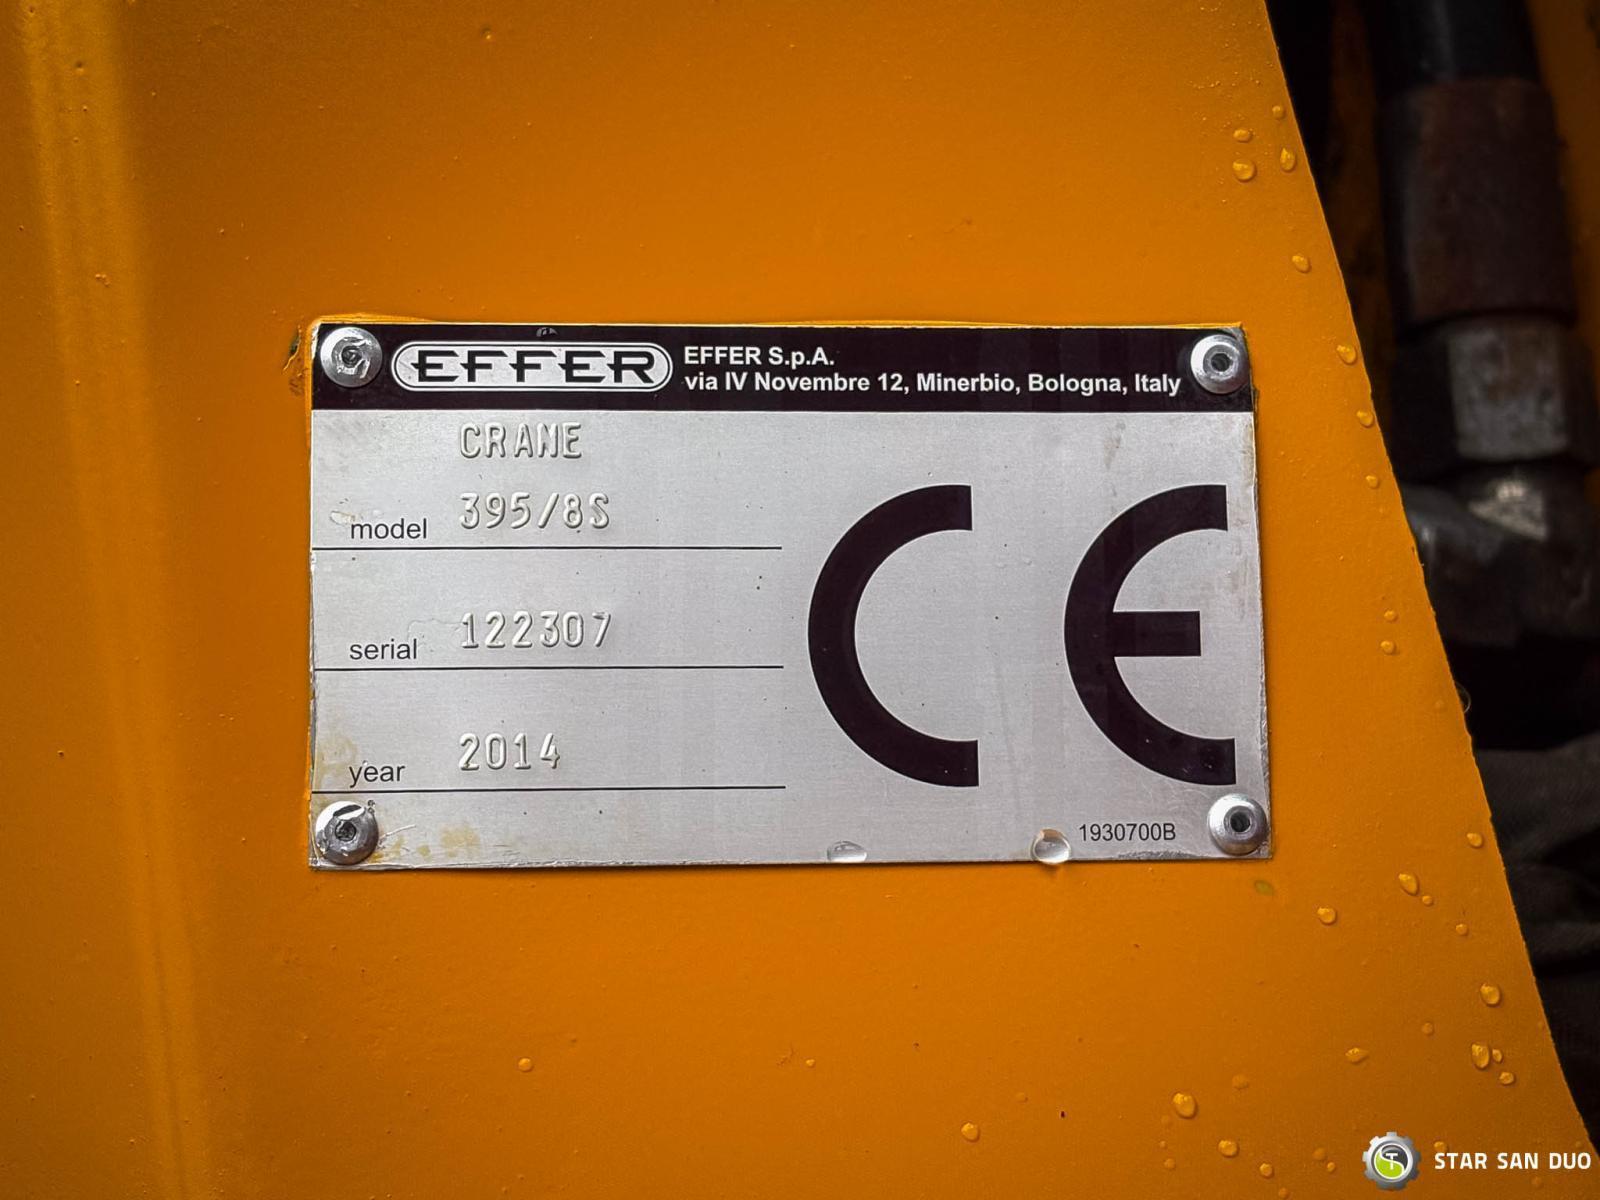 EFFER
EFFER S.p.A.
via IV Novembre 12, Minerbio, Bologna, Italy
CRANE
model 395/8S
serial 122307
year 2014
CE
1930700B
STAR SAN DUO